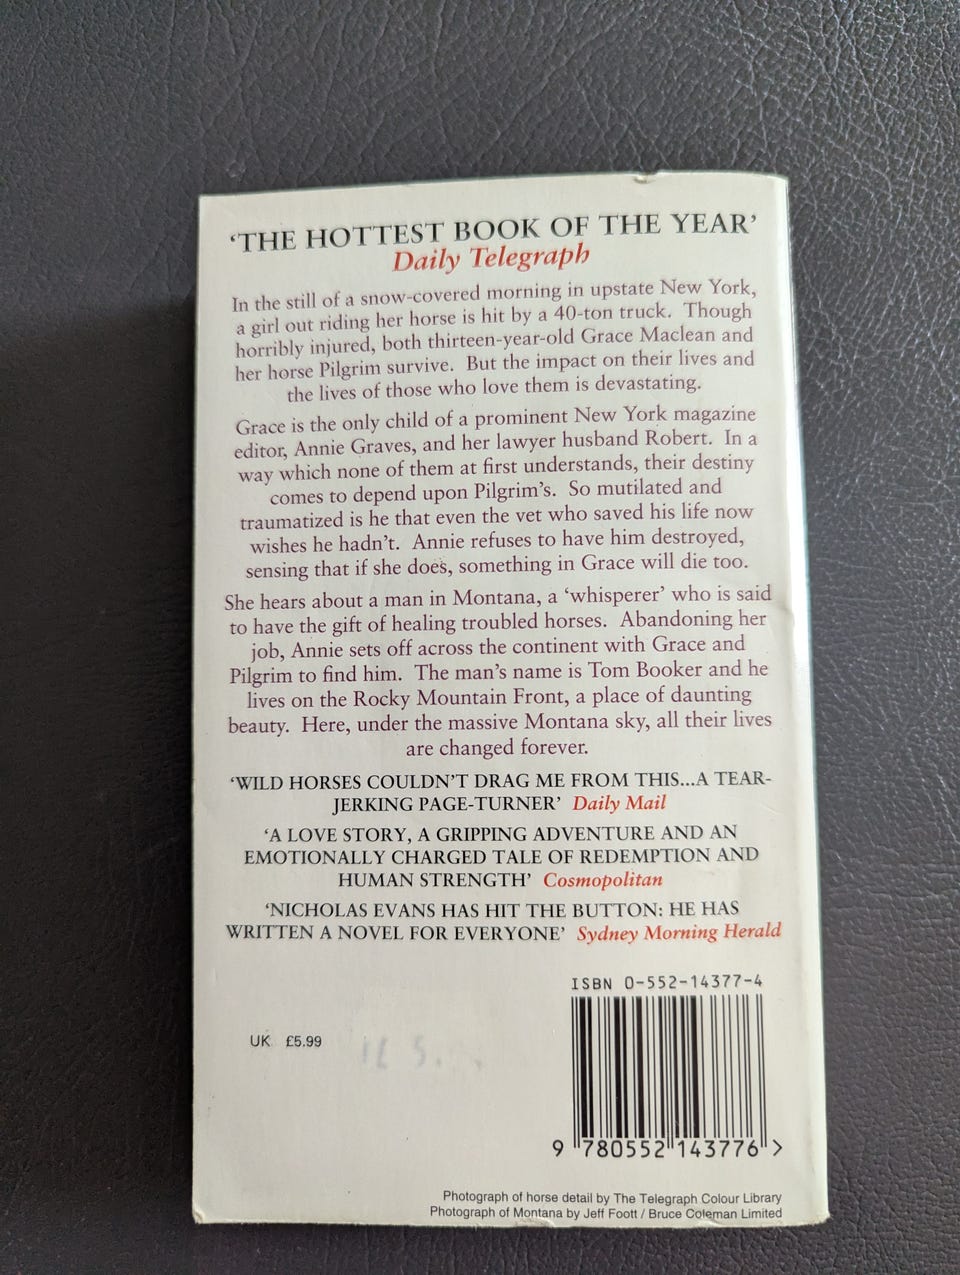 ‘THE HOTTEST BOOK OF THE YEAR’
Daily Telegraph
In the still of a snow-covered morning in upstate New York,
a girl out riding her horse is hit by a 40-ton truck. Though
horribly injured, both thirteen-year-old Grace Maclean and
her horse Pilgrim survive. But the impact on their lives and
the lives of those who love them is devastating.
Grace is the only child of a prominent New York magazine
editor, Annie Graves, and her lawyer husband Robert. In a
way which none of them at first understands, their destiny
comes to depend upon Pilgrim’s. So mutilated and
traumatized is he that even the vet who saved his life now
wishes he hadn’t. Annie refuses to have him destroyed,
sensing that if she does, something in Grace will die too.
She hears about a man in Montana, a ‘whisperer’ who is said
to have the gift of healing troubled horses. Abandoning her
job, Annie sets off across the continent with Grace and
Pilgrim to find him. The man’s name is Tom Booker and he
lives on the Rocky Mountain Front, a place of daunting
beauty. Here, under the massive Montana sky, all their lives
are changed forever.
‘WILD HORSES COULDN’T DRAG ME FROM THIS...A TEAR-
JERKING PAGE-TURNER’ Daily Mail
‘A LOVE STORY, A GRIPPING ADVENTURE AND AN
EMOTIONALLY CHARGED TALE OF REDEMPTION AND
HUMAN STRENGTH’ Cosmopolitan
‘NICHOLAS EVANS HAS HIT THE BUTTON: HE HAS
WRITTEN A NOVEL FOR EVERYONE’ Sydney Morning Herald
ISBN 0-552-14377-4
UK £5.99
9 780552 143776 >
Photograph of horse detail by The Telegraph Colour Library
Photograph of Montana by Jeff Foott / Bruce Coleman Limited